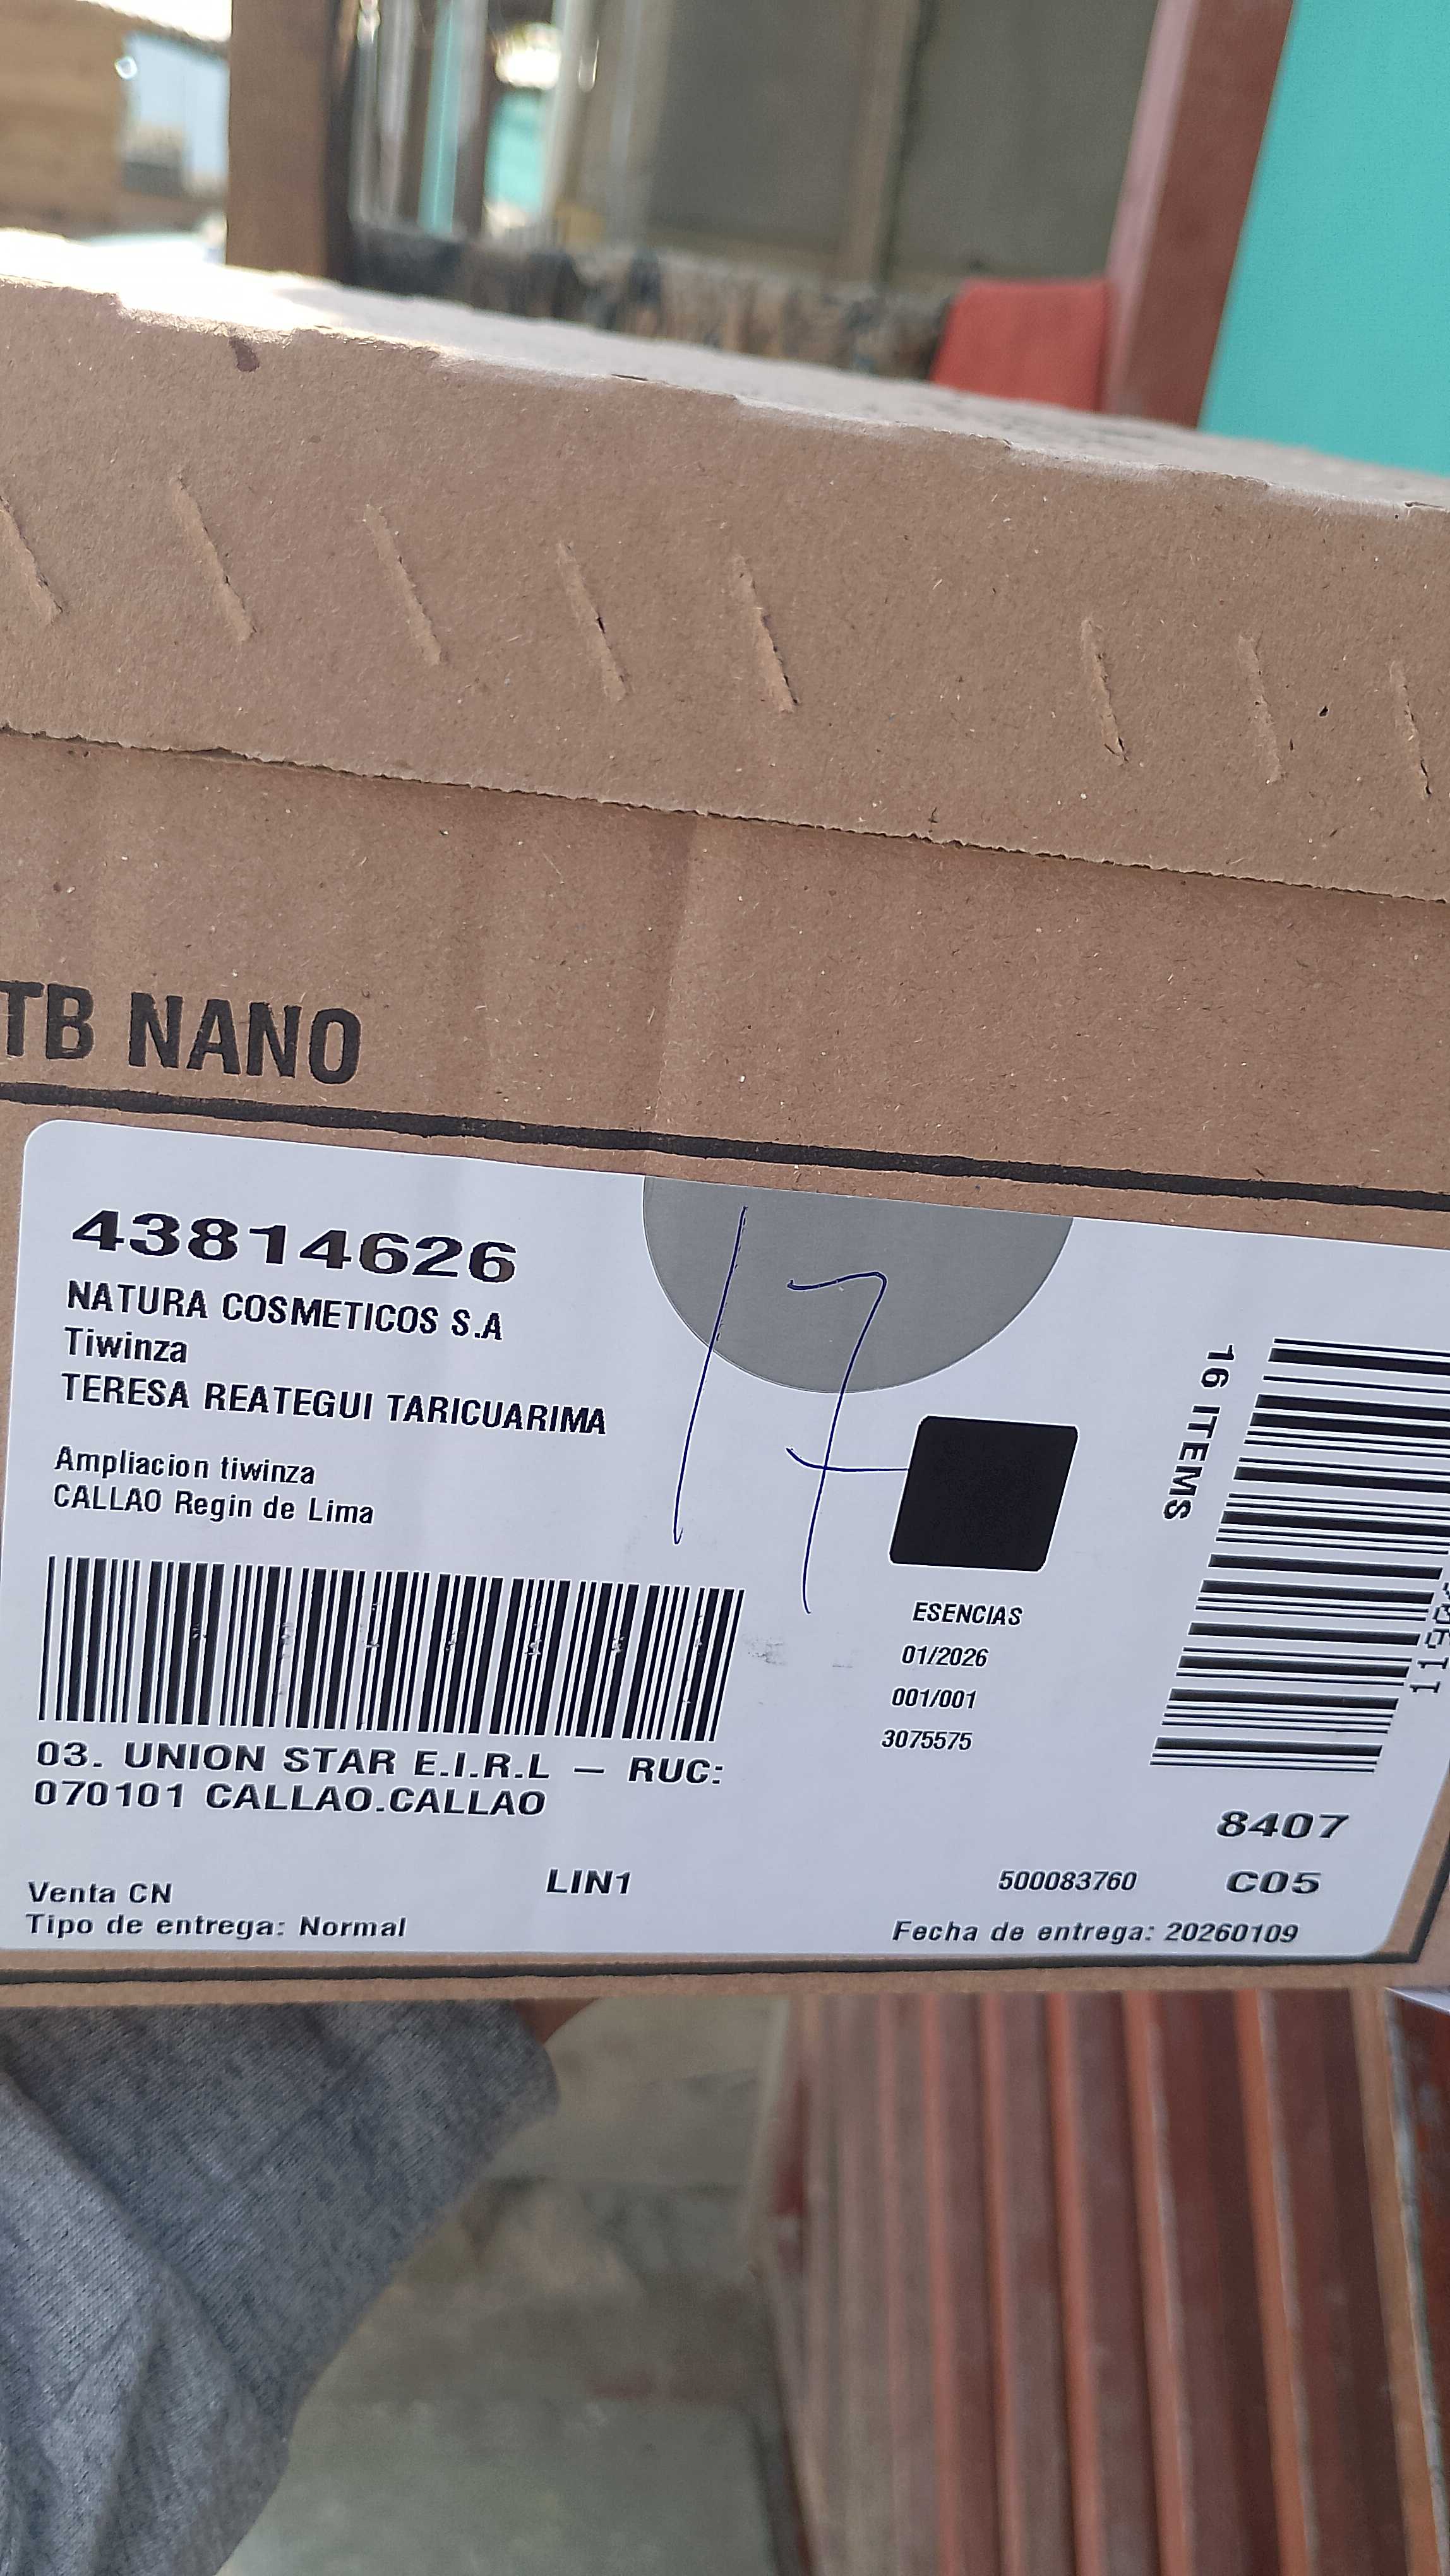 TB NANO
43814626
NATURA COSMETICOS S.A
Tiwinza
TERESA REATEGUI TARICUARIMA
Ampliacion tiwinza
CALLAO Regin de Lima
17
16 ITEMS
ESENCIAS
01/2026
001/001
3075575
03. UNION STAR E.I.R.L – RUC:
070101 CALLAO.CALLAO
8407
LIN1
500083760
C05
Venta CN
Tipo de entrega: Normal
Fecha de entrega: 20260109